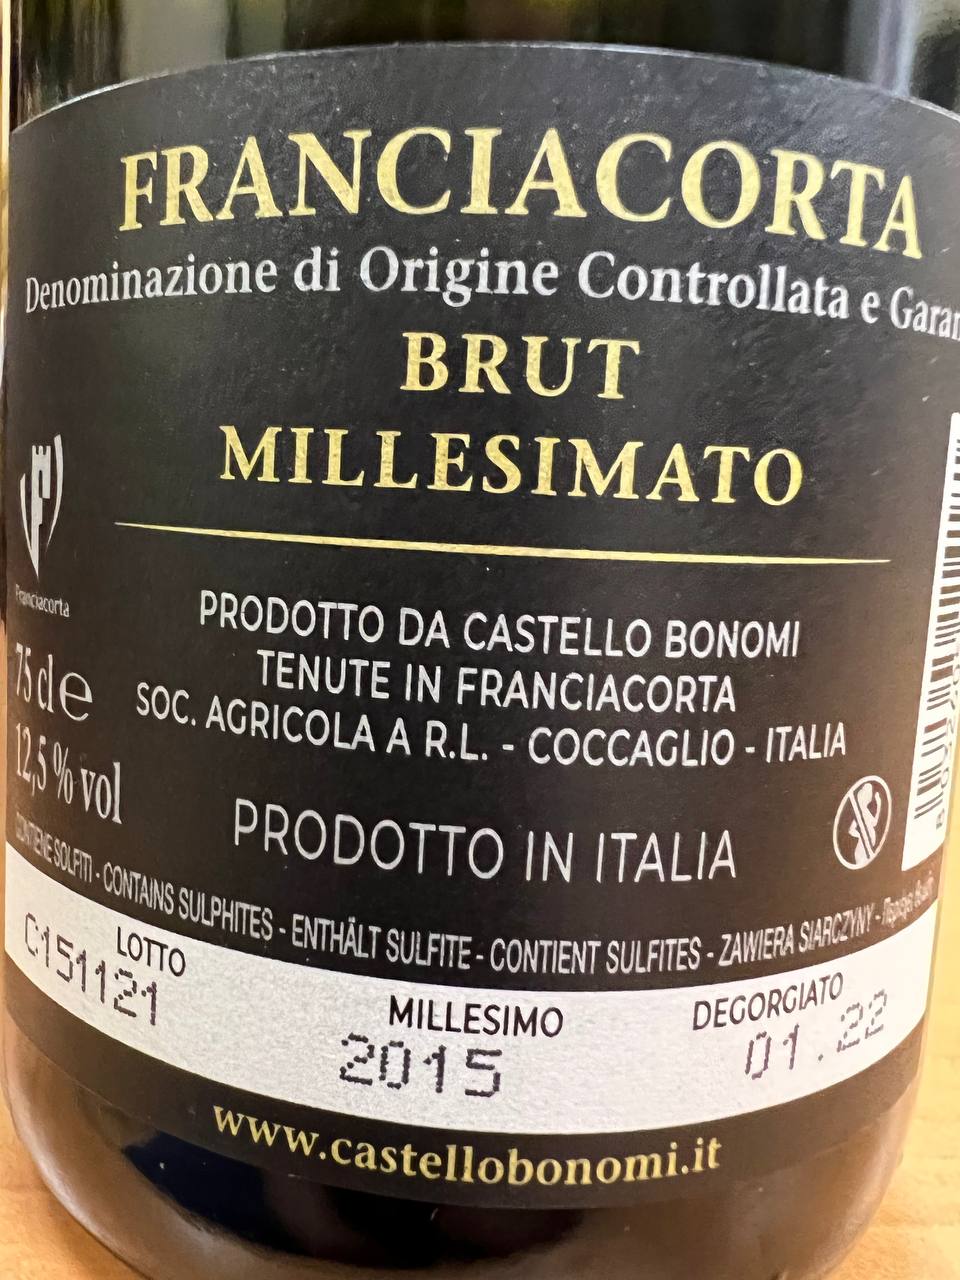 FRANCIACORTA
Denominazione di Origine Controllata e Garan
BRUT
MILLESIMATO
Franciacorta
PRODOTTO DA CASTELLO BONOMI
TENUTE IN FRANCIACORTA
SOC. AGRICOLA A R.L. - COCCAGLIO - ITALIA
75 cl e
12,5 % vol
PRODOTTO IN ITALIA
CONTIENE SOLFITI - CONTAINS SULPHITES - ENTHÄLT SULFITE - CONTIENT SULFITES - ZAWIERA SIARCZYNY -
LOTTO
C151121
MILLESIMO
2015
DEGORGIATO
01.22
www.castellobonomi.it